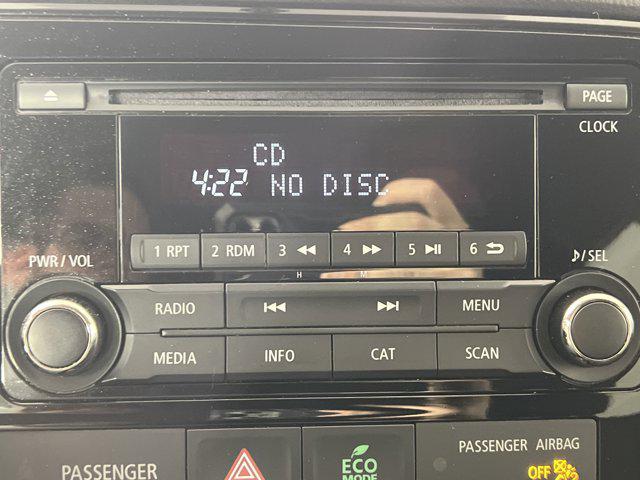 PAGE
CLOCK
CD
4:22 NO DISC
1 RPT 2 RDM 3 4 5 6
H M
PWR / VOL
/ SEL
RADIO MENU
MEDIA INFO CAT SCAN
PASSENGER
ECO
MODE
PASSENGER AIRBAG
OFF